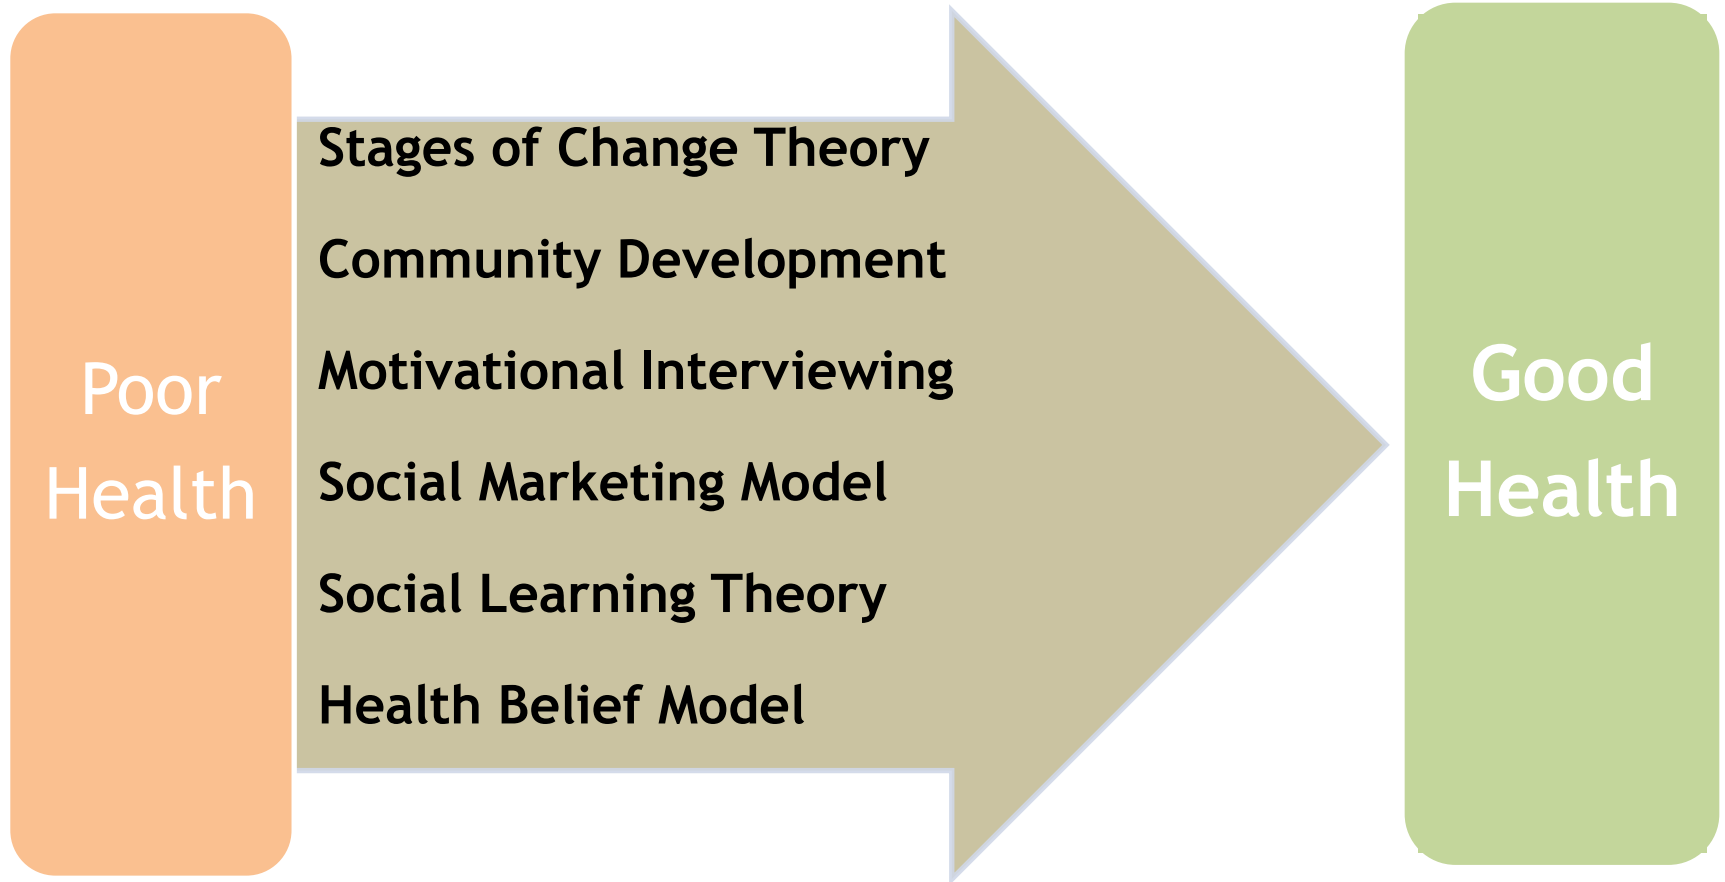 Poor
Health
Stages of Change Theory
Community Development
Motivational Interviewing
Social Marketing Model
Social Learning Theory
Health Belief Model
Good
Health